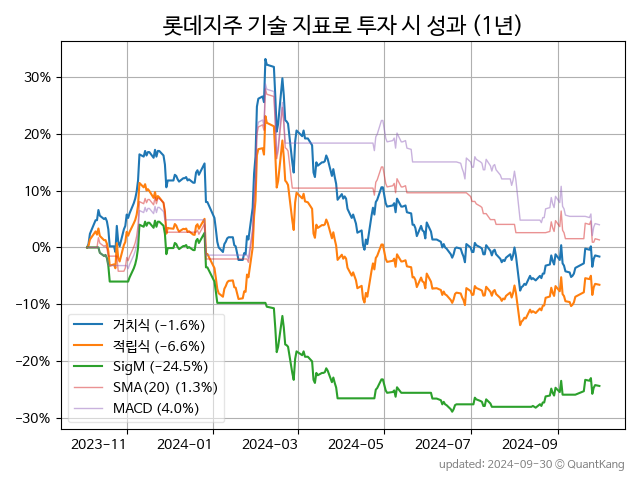 롯데지주 기술 지표로 투자 시 성과 (1년)
30%
20%
10%
0%
−10%
−20%
−30%
거치식 (−1.6%)
적립식 (−6.6%)
SigM (−24.5%)
SMA(20) (1.3%)
MACD (4.0%)
2023-11 2024-01 2024-03 2024-05 2024-07 2024-09
updated: 2024-09-30 © QuantKang